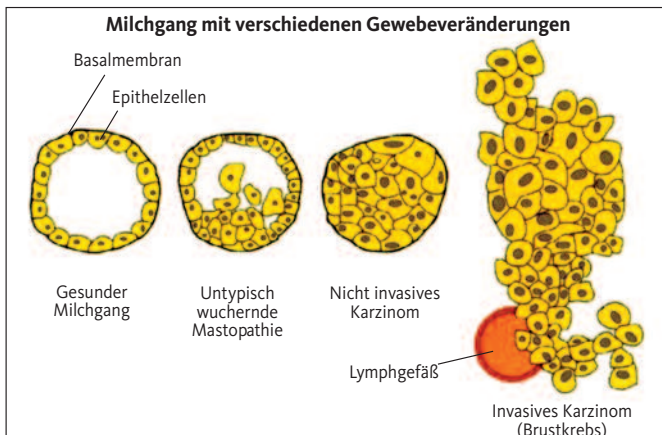 Milchgang mit verschiedenen Gewebeveränderungen
Basalmembran
Epithelzellen
Gesunder
Milchgang
Untypisch
wuchernde
Mastopathie
Nicht invasives
Karzinom
Lymphgefäß
Invasives Karzinom
(Brustkrebs)